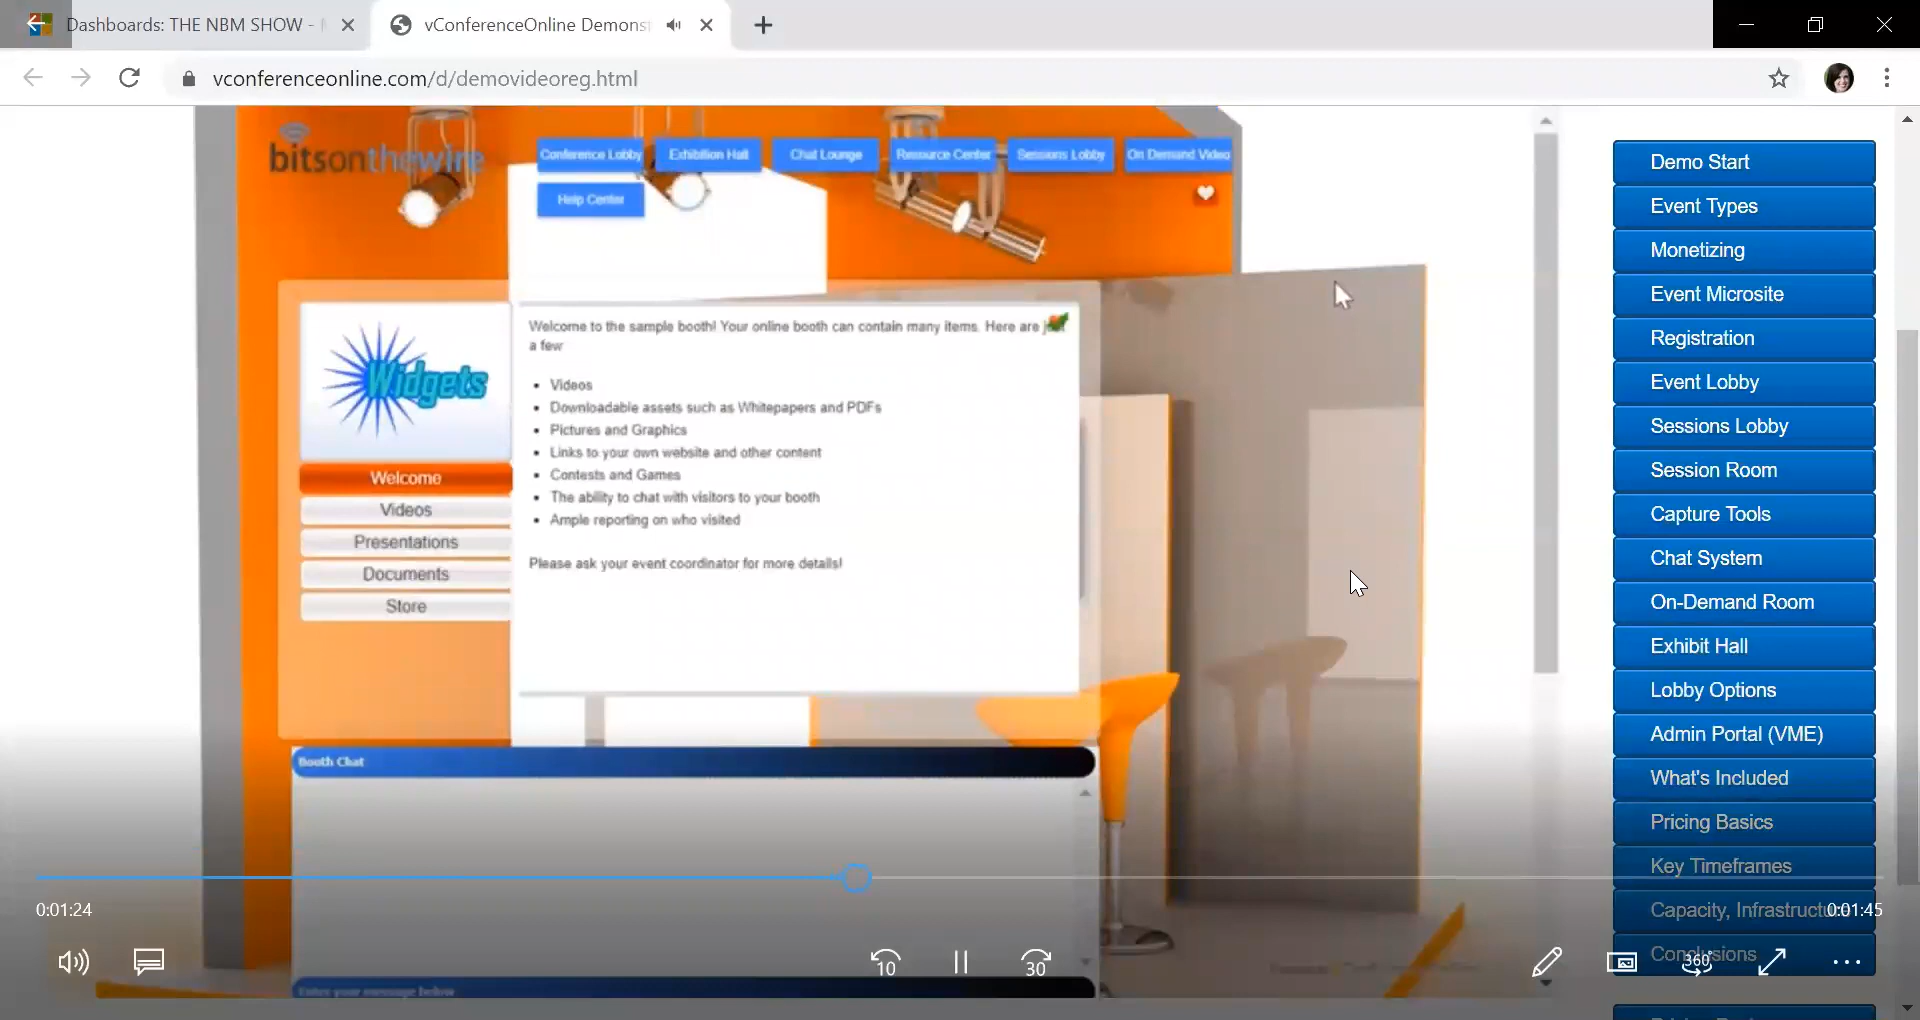 Dashboards: THE NBM SHOW -
vConferenceOnline Demonst
vconferenceonline.com/d/demovideoreg.html
bitsonthewire
Conference Lobby
Exhibition Hall
Chat Lounge
Resource Center
Sessions Lobby
On Demand Video
Help Center
Widgets
Welcome
Videos
Presentations
Documents
Store
Welcome to the sample booth! Your online booth can contain many items. Here are
a few
• Videos
• Downloadable assets such as Whitepapers and PDFs
• Pictures and Graphics
• Links to your own website and other content
• Contests and Games
• The ability to chat with visitors to your booth
• Ample reporting on who visited
Please ask your event coordinator for more details!
Booth Chat
Enter your message below
Demo Start
Event Types
Monetizing
Event Microsite
Registration
Event Lobby
Sessions Lobby
Session Room
Capture Tools
Chat System
On-Demand Room
Exhibit Hall
Lobby Options
Admin Portal (VME)
What's Included
Pricing Basics
Key Timeframes
Capacity, Infrastructure
Conclusions
0:01:24
0:01:45
10
30
360